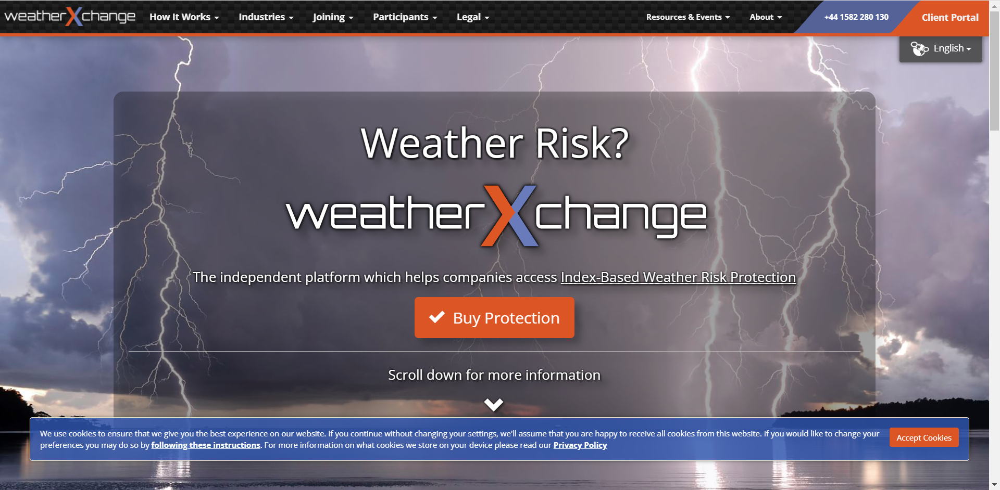 weatherXchange How It Works Industries Joining Participants Legal Resources & Events About +44 1582 280 130 Client Portal
English
Weather Risk?
weatherXchange
The independent platform which helps companies access Index-Based Weather Risk Protection
Buy Protection
Scroll down for more information
We use cookies to ensure that we give you the best experience on our website. If you continue without changing your settings, we'll assume that you are happy to receive all cookies from this website. If you would like to change your
preferences you may do so by following these instructions. For more information on what cookies we store on your device please read our Privacy Policy
Accept Cookies